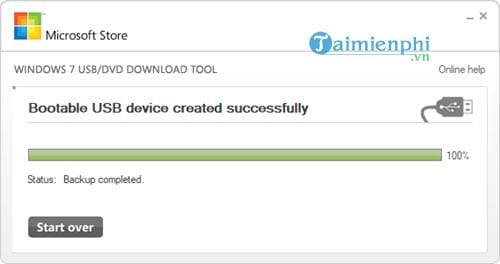 Microsoft Store
Taimienphi
.vn
WINDOWS 7 USB/DVD DOWNLOAD TOOL
Online help
Bootable USB device created successfully
100%
Status: Backup completed.
Start over